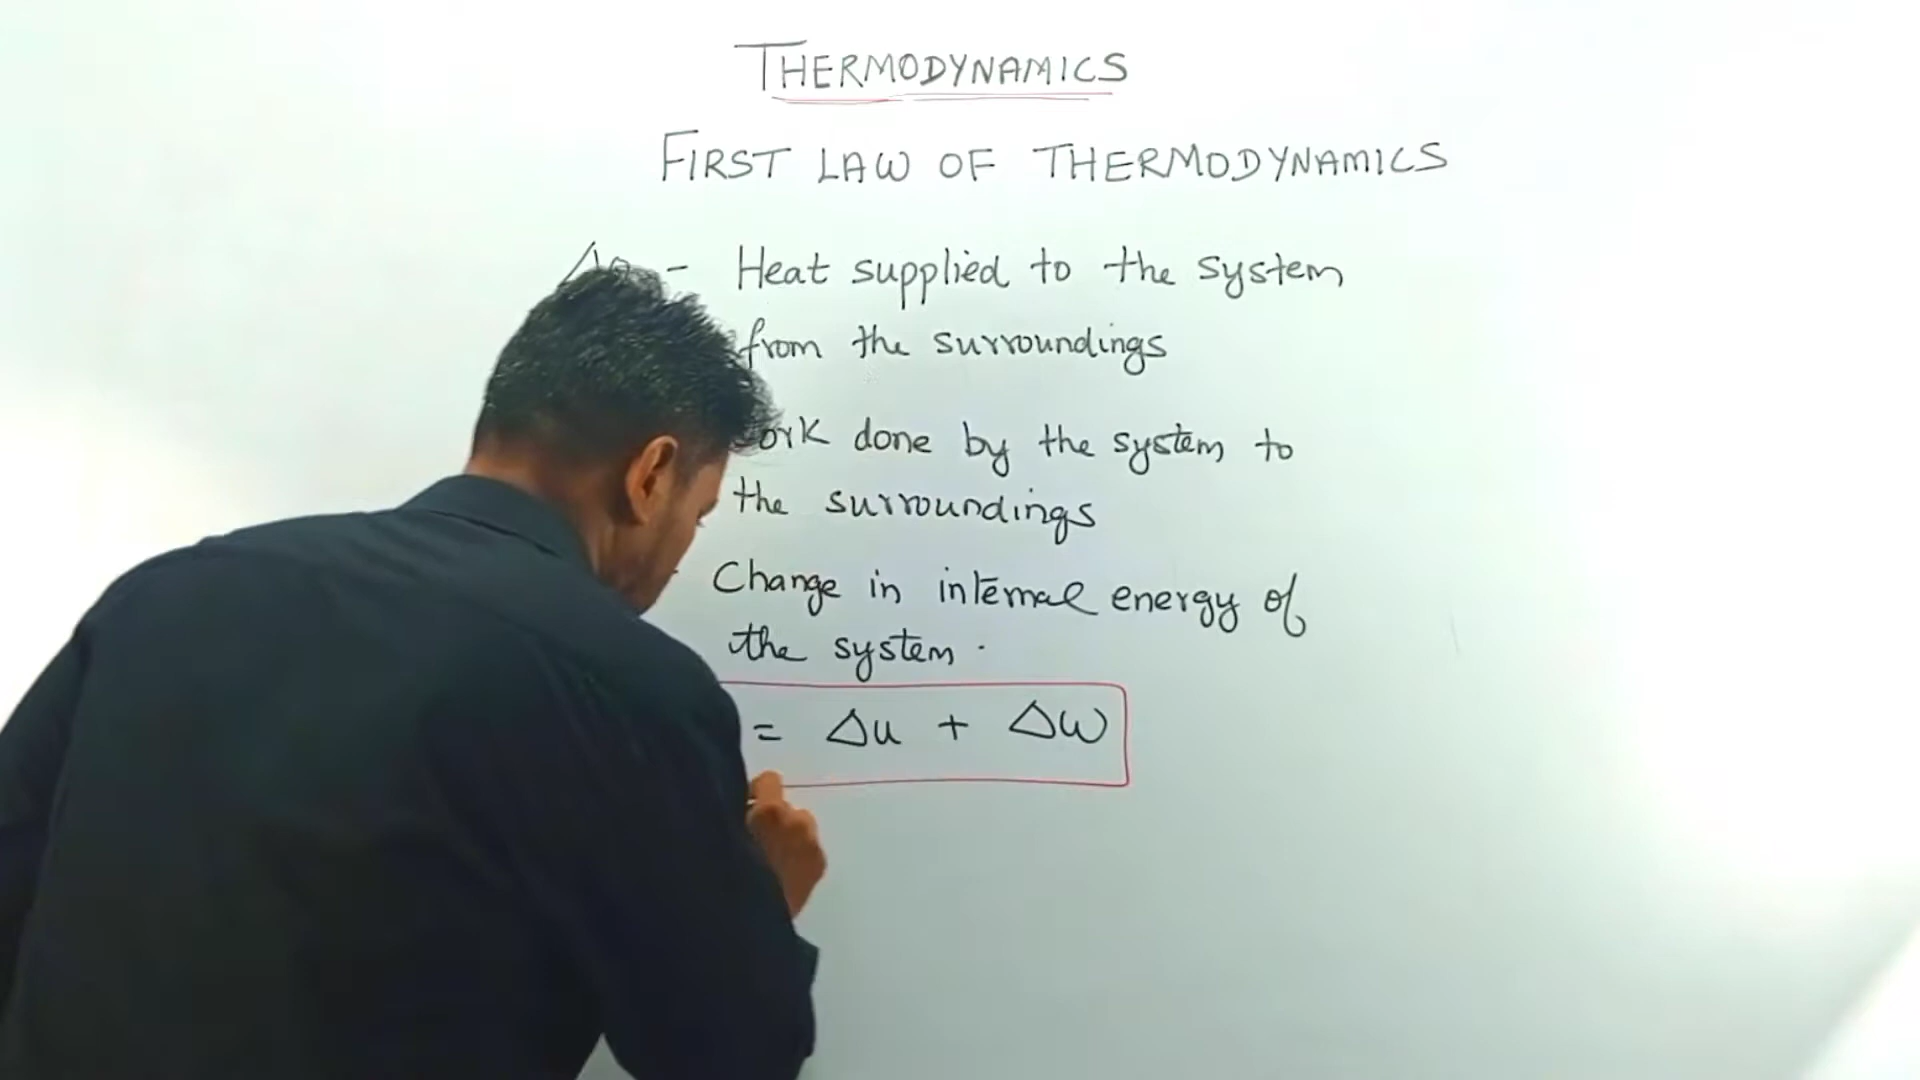 THERMODYNAMICS
FIRST LAW OF THERMODYNAMICS
- Heat supplied to the system
from the surroundings
done by the system to
the surroundings
Change in internal energy of
the system .
= Δu + Δw